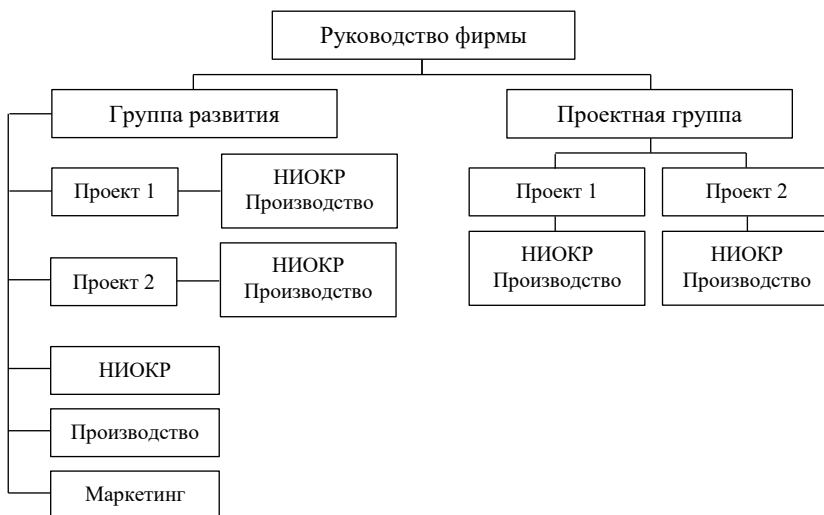 Руководство фирмы
Группа развития
Проектная группа
Проект 1
НИОКР
Производство
Проект 2
НИОКР
Производство
НИОКР
Производство
Маркетинг
Проект 1
Проект 2
НИОКР
Производство
НИОКР
Производство